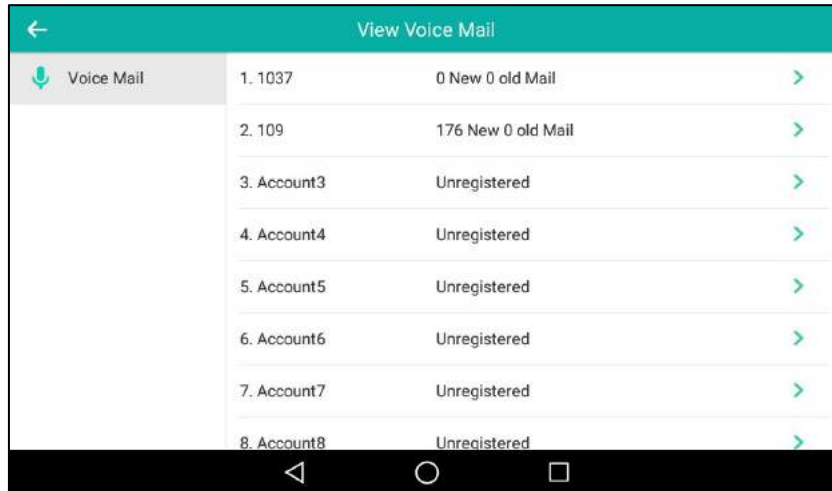 View Voice Mail
Voice Mail
1. 1037 0 New 0 old Mail
2. 109 176 New 0 old Mail
3. Account3 Unregistered
4. Account4 Unregistered
5. Account5 Unregistered
6. Account6 Unregistered
7. Account7 Unregistered
8. Account8 Unregistered